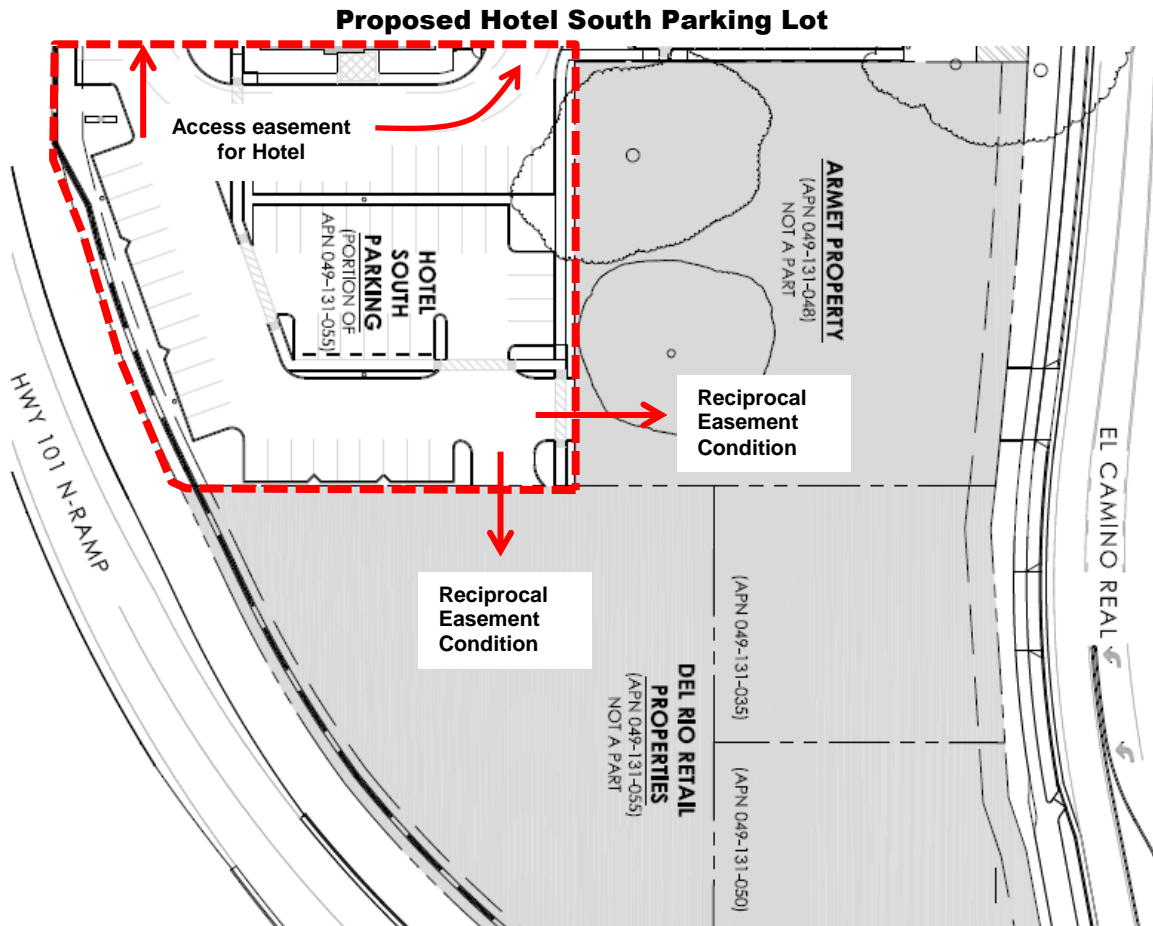 Proposed Hotel South Parking Lot
Access easement
for Hotel
HOTEL
SOUTH
PARKING
(PORTION OF
APN 049-131-055)
ARMET PROPERTY
(APN 049-131-048)
NOT A PART
Reciprocal
Easement
Condition
Reciprocal
Easement
Condition
HWY 101 N-RAMP
EL CAMINO REAL
DEL RIO RETAIL
PROPERTIES
(APN 049-131-055)
NOT A PART
(APN 049-131-035)
(APN 049-131-050)